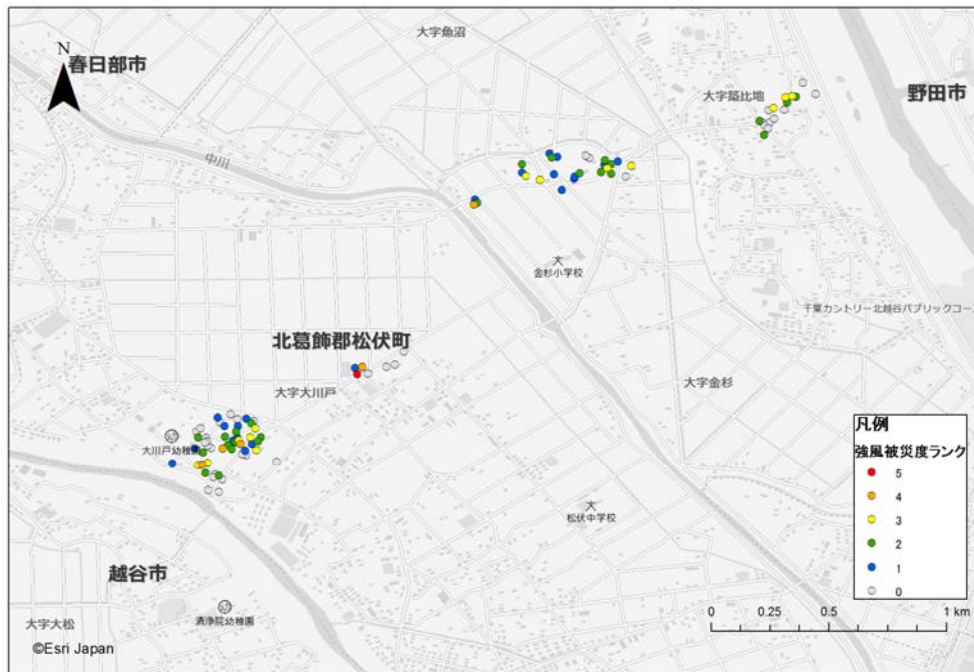 大字魚沼
N
春日部市
大字築比地
野田市
中川
金杉小学校
千葉カントリー北越谷パブリックコー
北葛飾郡松伏町
大字大川戸
大字金杉
大川戸幼稚園
凡例
強風被災度ランク
5
4
3
2
1
0
松伏中学校
越谷市
清浄院幼稚園
大字大松
0 0.25 0.5 1 km
©Esri Japan